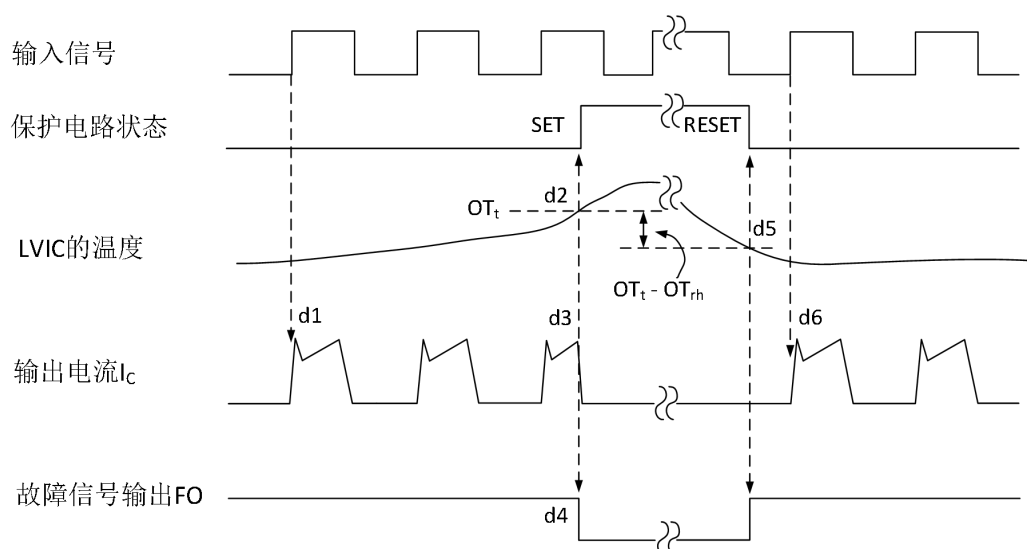 输入信号
保护电路状态
SET
RESET
LVIC的温度
OTt
d2
d5
OTt - OTrh
d1
d3
d6
输出电流IC
故障信号输出FO
d4